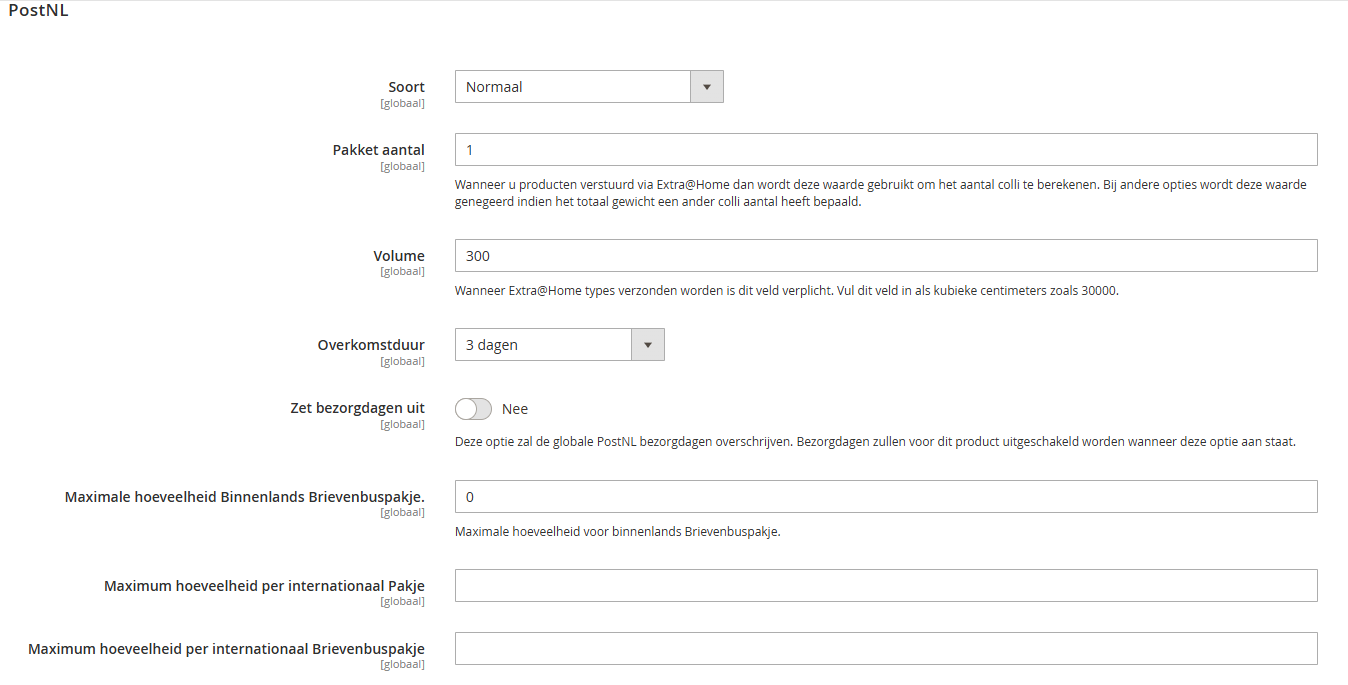 PostNL
Soort
[globaal]
Normaal
Pakket aantal
[globaal]
1
Wanneer u producten verstuurd via Extra@Home dan wordt deze waarde gebruikt om het aantal colli te berekenen. Bij andere opties wordt deze waarde
genegeerd indien het totaal gewicht een ander colli aantal heeft bepaald.
Volume
[globaal]
300
Wanneer Extra@Home types verzonden worden is dit veld verplicht. Vul dit veld in als kubieke centimeters zoals 30000.
Overkomstduur
[globaal]
3 dagen
Zet bezorgdagen uit
[globaal]
Nee
Deze optie zal de globale PostNL bezorgdagen overschrijven. Bezorgdagen zullen voor dit product uitgeschakeld worden wanneer deze optie aan staat.
Maximale hoeveelheid Binnenlands Brievenbuspakje.
[globaal]
0
Maximale hoeveelheid voor binnenlands Brievenbuspakje.
Maximum hoeveelheid per internationaal Pakje
[globaal]
Maximum hoeveelheid per internationaal Brievenbuspakje
[globaal]